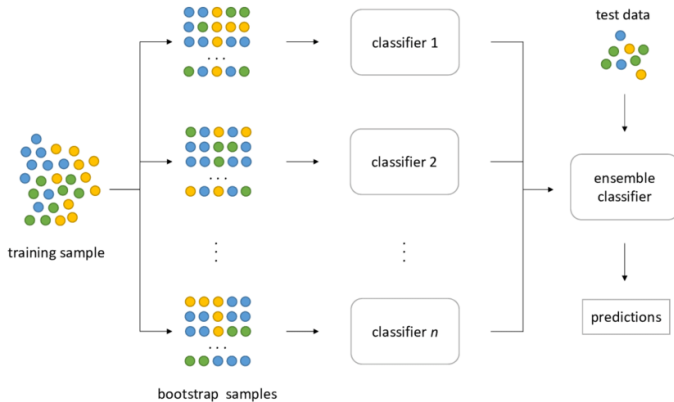 test data
classifier 1
classifier 2
ensemble
classifier
training sample
classifier n
predictions
bootstrap samples